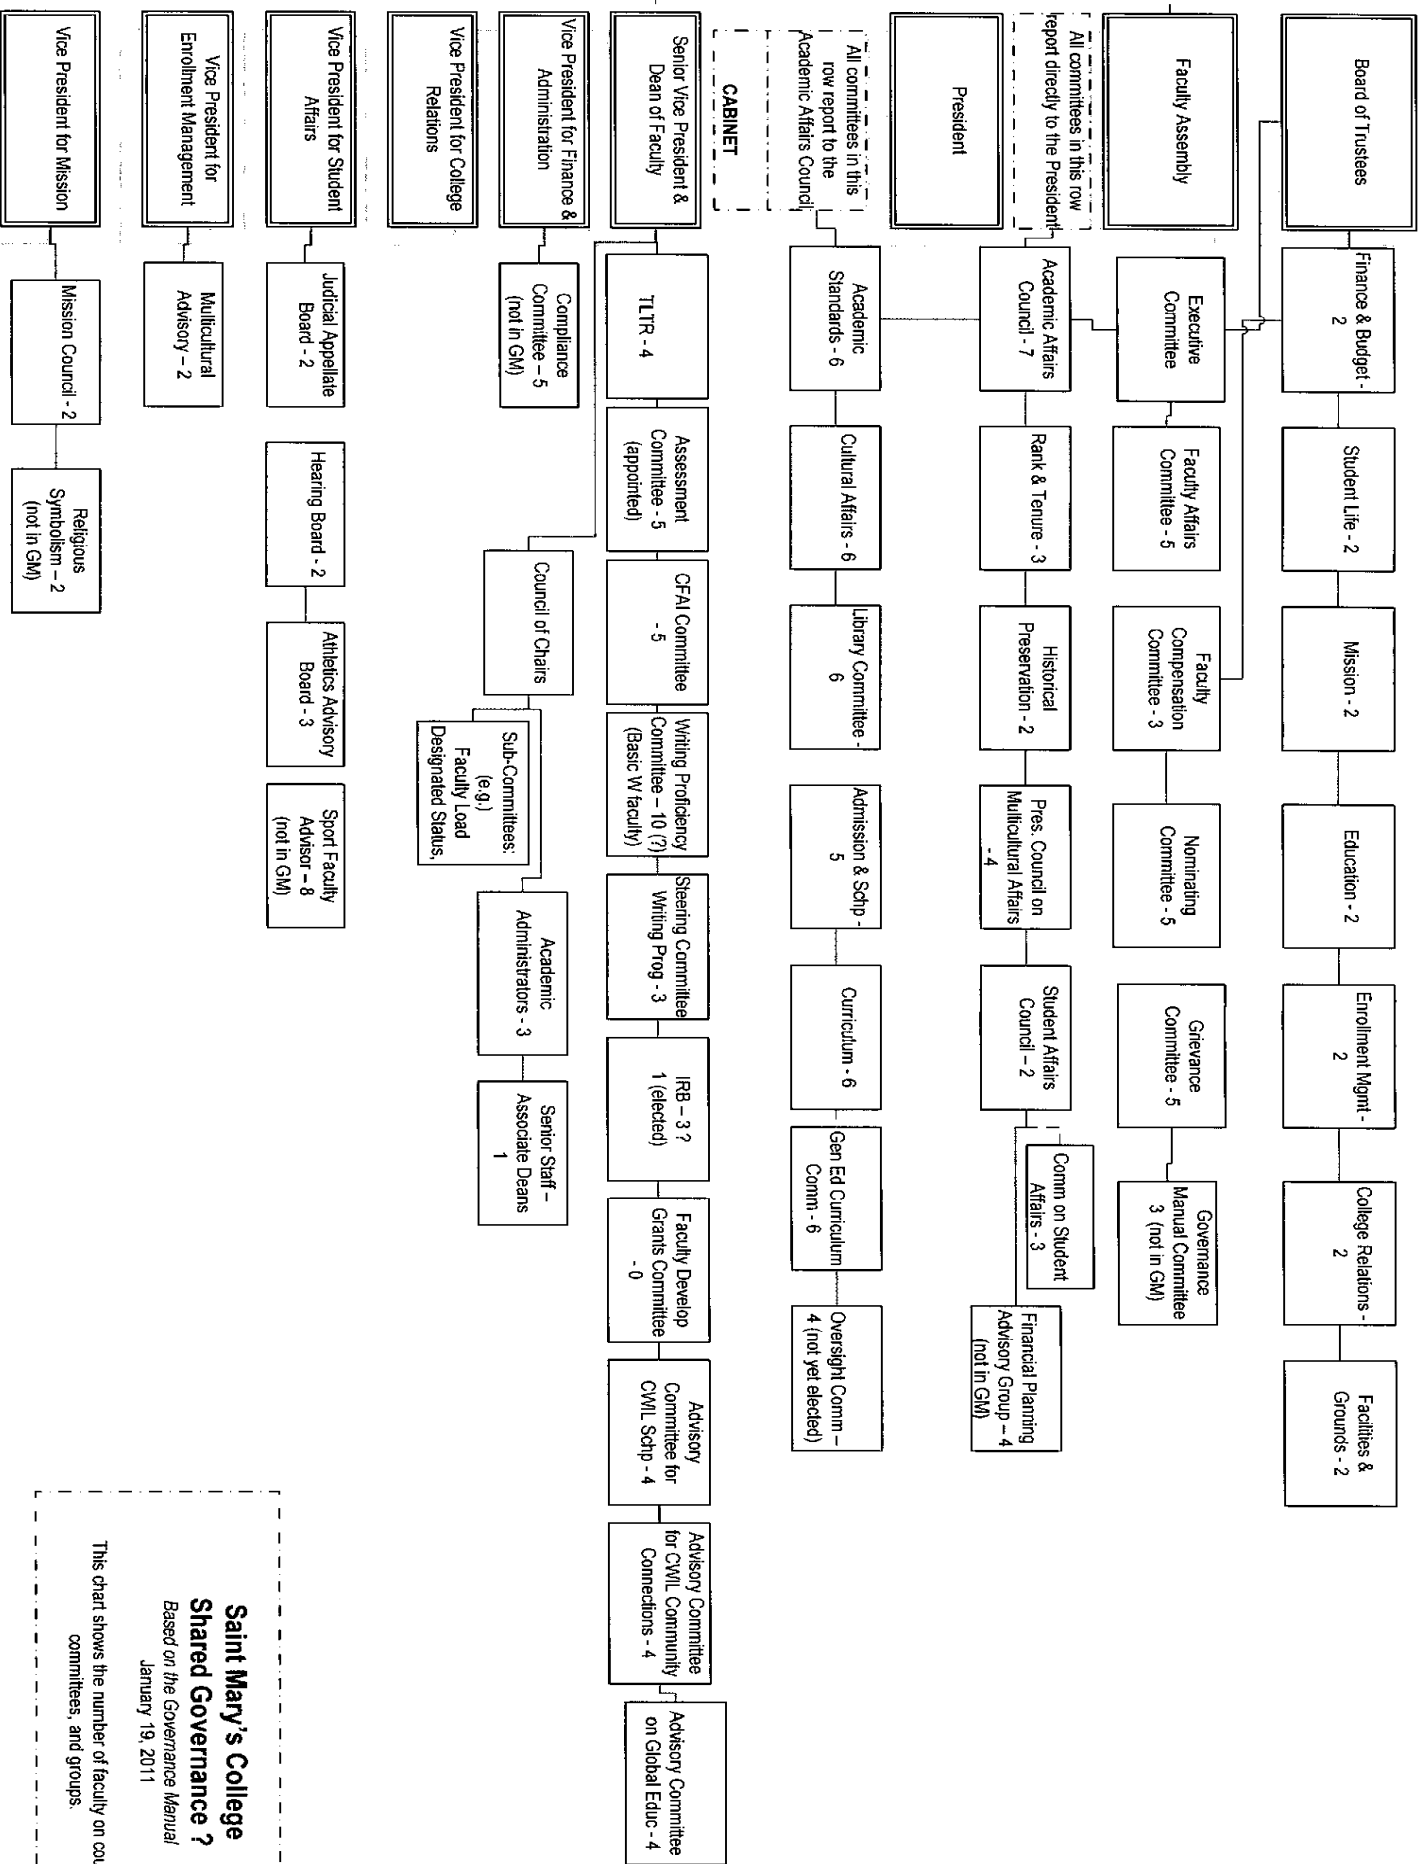 Board of Trustees
Finance & Budget -
2
Student Life - 2
Mission - 2
Education - 2
Enrollment Mgmt -
2
College Relations -
2
Facilities &
Grounds - 2
Faculty Assembly
Executive
Committee
Faculty Affairs
Committee - 5
Faculty
Compensation
Committee - 3
Nominating
Committee - 5
Grievance
Committee - 5
Governance
Manual Committee
3 (not in GM)
All committees in this row
report directly to the President
President
Academic Affairs
Council - 7
Rank & Tenure - 3
Historical
Preservation - 2
Pres. Council on
Multicultural Affairs
- 4
Student Affairs
Council – 2
Comm on Student
Affairs - 3
Financial Planning
Advisory Group – 4
(not in GM)
All committees in this
row report to the
Academic Affairs Council
CABINET
Academic
Standards - 6
Cultural Affairs - 6
Library Committee -
6
Admission & Schp -
5
Curriculum - 6
Gen Ed Curriculum
Comm - 6
Oversight Comm –
4 (not yet elected)
Senior Vice President &
Dean of Faculty
TLTR - 4
Assessment
Committee - 5
(appointed)
CFAI Committee
- 5
Writing Proficiency
Committee – 10 (?)
(Basic W faculty)
Steering Committee
Writing Prog - 3
IRB – 3 ?
1 (elected)
Faculty Develop
Grants Committee
- 0
Advisory
Committee for
CWIL Schp - 4
Advisory Committee
for CWIL Community
Connections - 4
Advisory Committee
on Global Educ - 4
Vice President for Finance &
Administration
Compliance
Committee – 5
(not in GM)
Council of Chairs
Sub-Committees:
(e.g.)
Faculty Load
Designated Status,
Academic
Administrators - 3
Senior Staff –
Associate Deans
1
Vice President for College
Relations
Vice President for Student
Affairs
Judicial Appellate
Board - 2
Hearing Board - 2
Athletics Advisory
Board - 3
Sport Faculty
Advisor – 8
(not in GM)
Vice President for
Enrollment Management
Multicultural
Advisory – 2
Vice President for Mission
Mission Council - 2
Religious
Symbolism – 2
(not in GM)
Saint Mary's College
Shared Governance ?
Based on the Governance Manual
January 19, 2011
This chart shows the number of faculty on cou
committees, and groups.